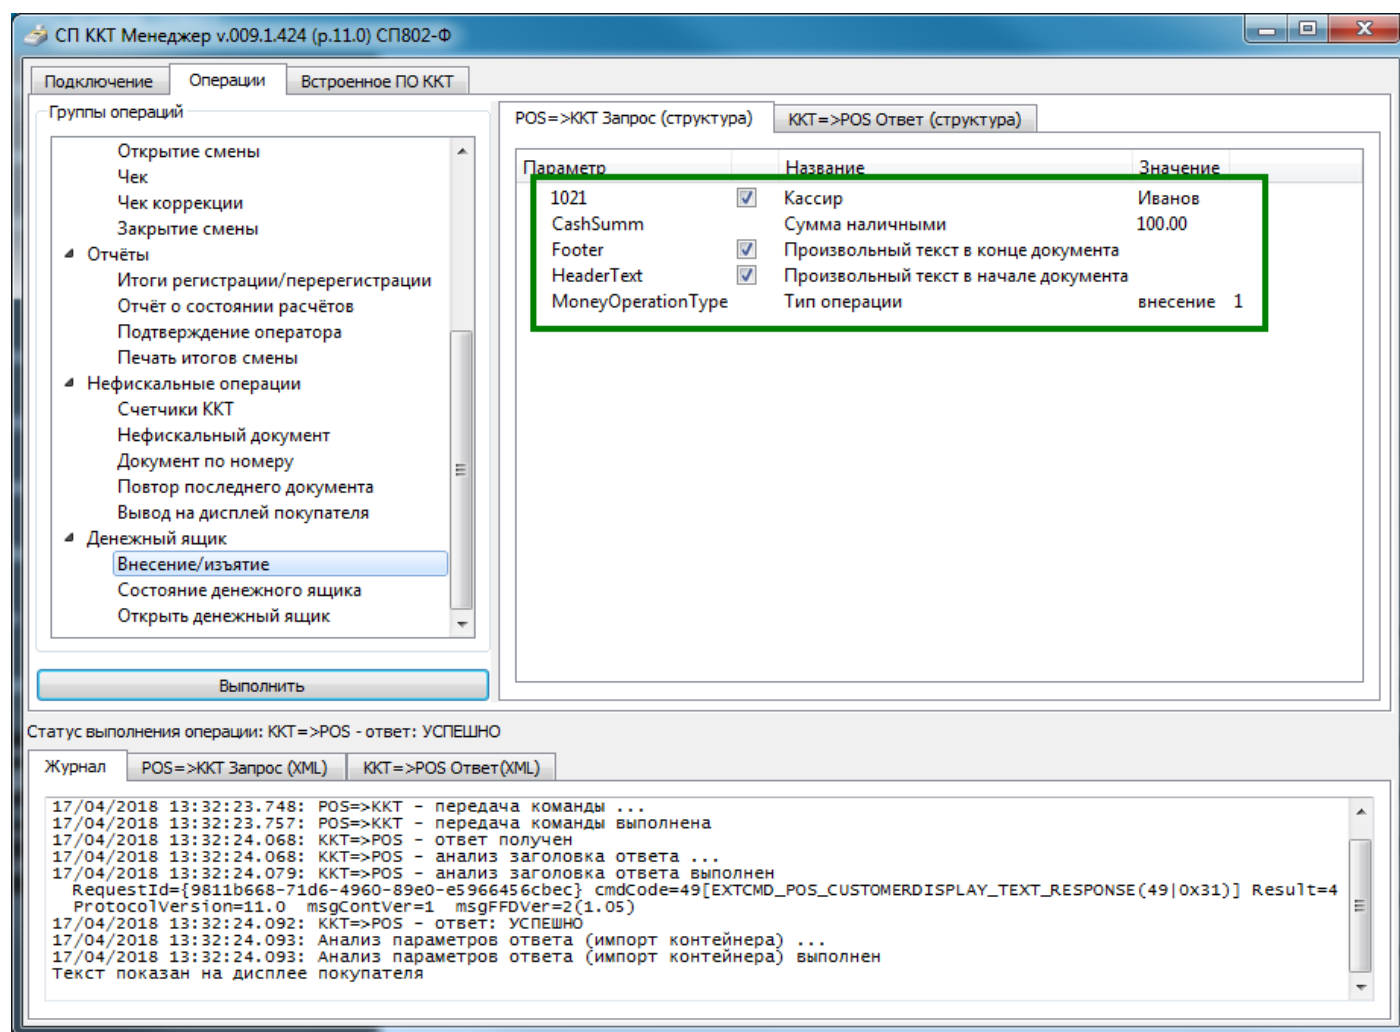 СП ККТ Менеджер v.009.1.424 (р.11.0) СП802-Ф
Подключение Операции Встроенное ПО ККТ
Группы операций
Открытие смены
Чек
Чек коррекции
Закрытие смены
Отчёты
Итоги регистрации/перерегистрации
Отчёт о состоянии расчётов
Подтверждение оператора
Печать итогов смены
Нефискальные операции
Счетчики ККТ
Нефискальный документ
Документ по номеру
Повтор последнего документа
Вывод на дисплей покупателя
Денежный ящик
Внесение/изъятие
Состояние денежного ящика
Открыть денежный ящик
Выполнить
POS=>ККТ Запрос (структура) ККТ=>POS Ответ (структура)
Параметр Название Значение
1021 Кассир Иванов
CashSumm Сумма наличными 100.00
Footer Произвольный текст в конце документа
HeaderText Произвольный текст в начале документа
MoneyOperationType Тип операции внесение 1
Статус выполнения операции: ККТ=>POS - ответ: УСПЕШНО
Журнал POS=>ККТ Запрос (XML) ККТ=>POS Ответ(XML)
17/04/2018 13:32:23.748: POS=>ККТ - передача команды ...
17/04/2018 13:32:23.757: POS=>ККТ - передача команды выполнена
17/04/2018 13:32:24.068: ККТ=>POS - ответ получен
17/04/2018 13:32:24.068: ККТ=>POS - анализ заголовка ответа ...
17/04/2018 13:32:24.079: ККТ=>POS - анализ заголовка ответа выполнен
RequestId={9811b668-71d6-4960-89e0-e5966456cbec} cmdCode=49[EXTCMD_POS_CUSTOMERDISPLAY_TEXT_RESPONSE(49|0x31)] Result=4
ProtocolVersion=11.0 msgContVer=1 msgFFDVer=2(1.05)
17/04/2018 13:32:24.092: ККТ=>POS - ответ: УСПЕШНО
17/04/2018 13:32:24.093: Анализ параметров ответа (импорт контейнера) ...
17/04/2018 13:32:24.093: Анализ параметров ответа (импорт контейнера) выполнен
Текст показан на дисплее покупателя